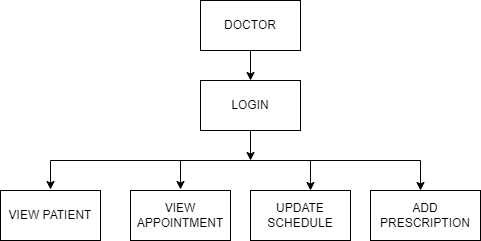 DOCTOR
LOGIN
VIEW PATIENT
VIEW
APPOINTMENT
UPDATE
SCHEDULE
ADD
PRESCRIPTION